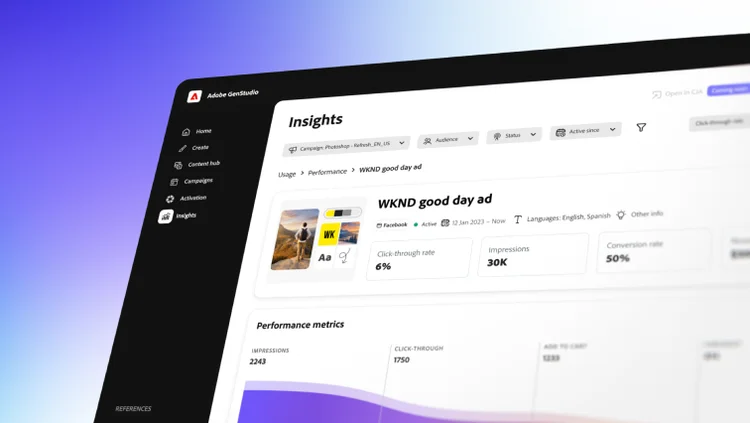 Adobe GenStudio
Home
Create
Content hub
Campaigns
Activation
Insights
REFERENCES
Insights
Open in CJA
Coming soon
Campaign: Photoshop - Refresh_EN_US
Audience
Status
Active since
Click-through rate
Usage > Performance > WKND good day ad
WK
Aa
WKND good day ad
Facebook
Active
12 Jan 2023 – Now
Languages: English, Spanish
Other info
Click-through rate
6%
Impressions
30K
Conversion rate
50%
Performance metrics
IMPRESSIONS
2243
CLICK-THROUGH
1750
ADD TO CART
1233